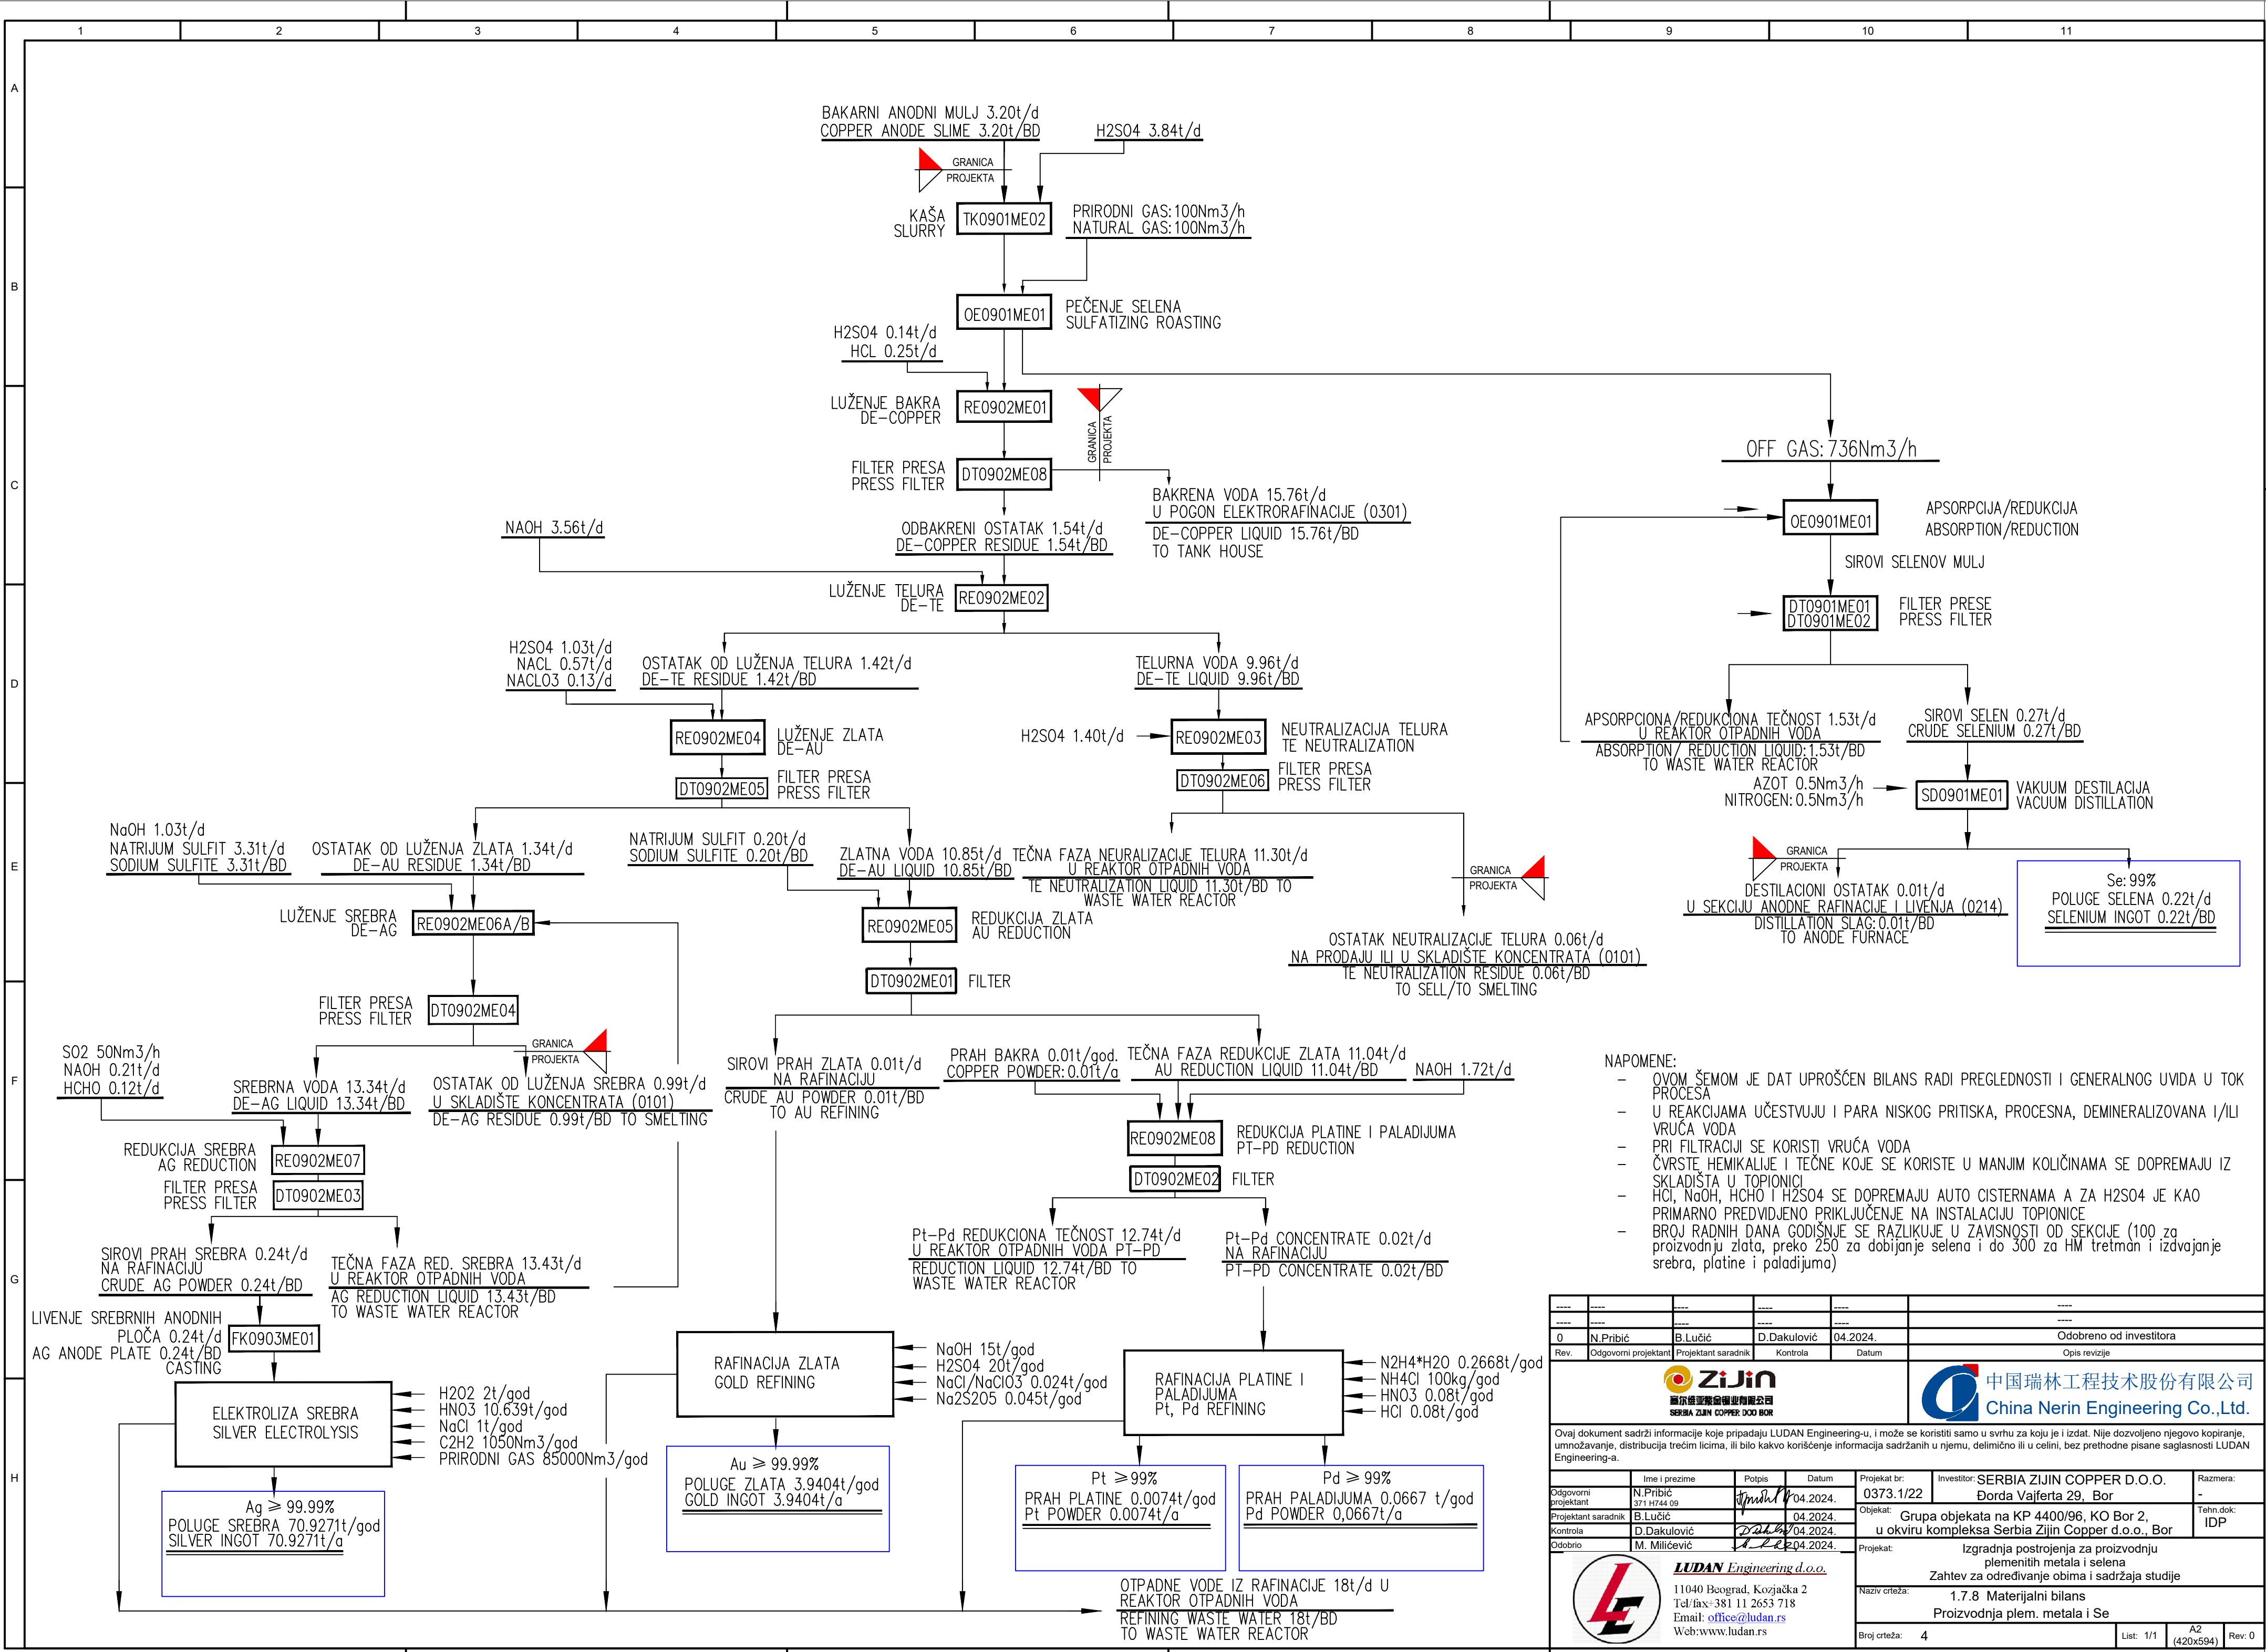 1 2 3 4 5 6 7 8 9 10 11
A
B
C
D
E
F
G
H
BAKARNI ANODNI MULJ 3.20t/d
COPPER ANODE SLIME 3.20t/BD
H2SO4 3.84t/d
GRANICA
PROJEKTA
KAŠA
SLURRY
TK0901ME02
PRIRODNI GAS:100Nm3/h
NATURAL GAS:100Nm3/h
OE0901ME01
PEČENJE SELENA
SULFATIZING ROASTING
H2SO4 0.14t/d
HCL 0.25t/d
LUŽENJE BAKRA
DE-COPPER
RE0902ME01
GRANICA
PROJEKTA
FILTER PRESA
PRESS FILTER
DT0902ME08
BAKRENA VODA 15.76t/d
U POGON ELEKTRORAFINACIJE (0301)
DE-COPPER LIQUID 15.76t/BD
TO TANK HOUSE
OFF GAS:736Nm3/h
OE0901ME01
APSORPCIJA/REDUKCIJA
ABSORPTION/REDUCTION
SIROVI SELENOV MULJ
NAOH 3.56t/d
ODBAKRENI OSTATAK 1.54t/d
DE-COPPER RESIDUE 1.54t/BD
LUŽENJE TELURA
DE-TE
RE0902ME02
DT0901ME01
DT0901ME02
FILTER PRESE
PRESS FILTER
H2SO4 1.03t/d
NACL 0.57t/d
NACLO3 0.13/d
OSTATAK OD LUŽENJA TELURA 1.42t/d
DE-TE RESIDUE 1.42t/BD
TELURNA VODA 9.96t/d
DE-TE LIQUID 9.96t/BD
RE0902ME04
LUŽENJE ZLATA
DE-AU
H2SO4 1.40t/d
RE0902ME03
NEUTRALIZACIJA TELURA
TE NEUTRALIZATION
APSORPCIONA/REDUKCIONA TEČNOST 1.53t/d
U REAKTOR OTPADNIH VODA
ABSORPTION/ REDUCTION LIQUID:1.53t/BD
TO WASTE WATER REACTOR
SIROVI SELEN 0.27t/d
CRUDE SELENIUM 0.27t/BD
DT0902ME05
FILTER PRESA
PRESS FILTER
DT0902ME06
FILTER PRESA
PRESS FILTER
AZOT 0.5Nm3/h
NITROGEN:0.5Nm3/h
SD0901ME01
VAKUUM DESTILACIJA
VACUUM DISTILLATION
NaOH 1.03t/d
NATRIJUM SULFIT 3.31t/d
SODIUM SULFITE 3.31t/BD
OSTATAK OD LUŽENJA ZLATA 1.34t/d
DE-AU RESIDUE 1.34t/BD
NATRIJUM SULFIT 0.20t/d
SODIUM SULFITE 0.20t/BD
ZLATNA VODA 10.85t/d
DE-AU LIQUID 10.85t/BD
TEČNA FAZA NEURALIZACIJE TELURA 11.30t/d
U REAKTOR OTPADNIH VODA
TE NEUTRALIZATION LIQUID 11.30t/BD TO
WASTE WATER REACTOR
GRANICA
PROJEKTA
GRANICA
PROJEKTA
DESTILACIONI OSTATAK 0.01t/d
U SEKCIJU ANODNE RAFINACIJE I LIVENJA (0214)
DISTILLATION SLAG:0.01t/BD
TO ANODE FURNACE
Se:99%
POLUGE SELENA 0.22t/d
SELENIUM INGOT 0.22t/BD
LUŽENJE SREBRA
DE-AG
RE0902ME06A/B
RE0902ME05
REDUKCIJA ZLATA
AU REDUCTION
OSTATAK NEUTRALIZACIJE TELURA 0.06t/d
NA PRODAJU ILI U SKLADIŠTE KONCENTRATA (0101)
TE NEUTRALIZATION RESIDUE 0.06t/BD
TO SELL/TO SMELTING
DT0902ME01
FILTER
FILTER PRESA
PRESS FILTER
DT0902ME04
GRANICA
PROJEKTA
SO2 50Nm3/h
NAOH 0.21t/d
HCHO 0.12t/d
SREBRNA VODA 13.34t/d
DE-AG LIQUID 13.34t/BD
OSTATAK OD LUŽENJA SREBRA 0.99t/d
U SKLADIŠTE KONCENTRATA (0101)
DE-AG RESIDUE 0.99t/BD TO SMELTING
SIROVI PRAH ZLATA 0.01t/d
NA RAFINACIJU
CRUDE AU POWDER 0.01t/BD
TO AU REFINING
PRAH BAKRA 0.01t/god.
COPPER POWDER:0.01t/a
TEČNA FAZA REDUKCIJE ZLATA 11.04t/d
AU REDUCTION LIQUID 11.04t/BD
NAOH 1.72t/d
REDUKCIJA SREBRA
AG REDUCTION
RE0902ME07
RE0902ME08
REDUKCIJA PLATINE I PALADIJUMA
PT-PD REDUCTION
FILTER PRESA
PRESS FILTER
DT0902ME03
DT0902ME02
FILTER
SIROVI PRAH SREBRA 0.24t/d
NA RAFINACIJU
CRUDE AG POWDER 0.24t/BD
TEČNA FAZA RED. SREBRA 13.43t/d
U REAKTOR OTPADNIH VODA
AG REDUCTION LIQUID 13.43t/BD
TO WASTE WATER REACTOR
Pt-Pd REDUKCIONA TEČNOST 12.74t/d
U REAKTOR OTPADNIH VODA PT-PD
REDUCTION LIQUID 12.74t/BD TO
WASTE WATER REACTOR
Pt-Pd CONCENTRATE 0.02t/d
NA RAFINACIJU
PT-PD CONCENTRATE 0.02t/BD
LIVENJE SREBRNIH ANODNIH
PLOČA 0.24t/d
AG ANODE PLATE 0.24t/BD
CASTING
FK0903ME01
ELEKTROLIZA SREBRA
SILVER ELECTROLYSIS
H2O2 2t/god
HNO3 10.639t/god
NaCl 1t/god
C2H2 1050Nm3/god
PRIRODNI GAS 85000Nm3/god
RAFINACIJA ZLATA
GOLD REFINING
NaOH 15t/god
H2SO4 20t/god
NaCl/NaClO3 0.024t/god
Na2S2O5 0.045t/god
RAFINACIJA PLATINE I
PALADIJUMA
Pt, Pd REFINING
N2H4*H2O 0.2668t/god
NH4Cl 100kg/god
HNO3 0.08t/god
HCl 0.08t/god
Ag ≥ 99.99%
POLUGE SREBRA 70.9271t/god
SILVER INGOT 70.9271t/a
Au ≥ 99.99%
POLUGE ZLATA 3.9404t/god
GOLD INGOT 3.9404t/a
Pt ≥99%
PRAH PLATINE 0.0074t/god
Pt POWDER 0.0074t/a
Pd ≥ 99%
PRAH PALADIJUMA 0.0667 t/god
Pd POWDER 0,0667t/a
OTPADNE VODE IZ RAFINACIJE 18t/d U
REAKTOR OTPADNIH VODA
REFINING WASTE WATER 18t/BD
TO WASTE WATER REACTOR
NAPOMENE:
– OVOM ŠEMOM JE DAT UPROŠĆEN BILANS RADI PREGLEDNOSTI I GENERALNOG UVIDA U TOK
PROCESA
– U REAKCIJAMA UČESTVUJU I PARA NISKOG PRITISKA, PROCESNA, DEMINERALIZOVANA I/ILI
VRUĆA VODA
– PRI FILTRACIJI SE KORISTI VRUĆA VODA
– ČVRSTE HEMIKALIJE I TEČNE KOJE SE KORISTE U MANJIM KOLIČINAMA SE DOPREMAJU IZ
SKLADIŠTA U TOPIONICI
– HCl, NaOH, HCHO I H2SO4 SE DOPREMAJU AUTO CISTERNAMA A ZA H2SO4 JE KAO
PRIMARNO PREDVIDJENO PRIKLJUČENJE NA INSTALACIJU TOPIONICE
– BROJ RADNIH DANA GODIŠNJE SE RAZLIKUJE U ZAVISNOSTI OD SEKCIJE (100 za
proizvodnju zlata, preko 250 za dobijanje selena i do 300 za HM tretman i izdvajanje
srebra, platine i paladijuma)
---- ---- ---- ---- ---- ----
---- ---- ---- ---- ---- ----
0 N.Pribić B.Lučić D.Dakulović 04.2024. Odobreno od investitora
Rev. Odgovorni projektant Projektant saradnik Kontrola Datum Opis revizije
ZiJin
塞尔维亚紫金铜业有限公司
SERBIA ZIJIN COPPER DOO BOR
中国瑞林工程技术股份有限公司
China Nerin Engineering Co.,Ltd.
Ovaj dokument sadrži informacije koje pripadaju LUDAN Engineering-u, i može se koristiti samo u svrhu za koju je i izdat. Nije dozvoljeno njegovo kopiranje,
umnožavanje, distribucija trećim licima, ili bilo kakvo korišćenje informacija sadržanih u njemu, delimično ili u celini, bez prethodne pisane saglasnosti LUDAN
Engineering-a.
Ime i prezime Potpis Datum
Odgovorni projektant N.Pribić 371 H744 09 04.2024.
Projektant saradnik B.Lučić 04.2024.
Kontrola D.Dakulović 04.2024.
Odobrio M. Milićević 04.2024.
Projekat br: 0373.1/22
Investitor: SERBIA ZIJIN COPPER D.O.O.
Đorda Vajferta 29, Bor
Razmera: -
Objekat: Grupa objekata na KP 4400/96, KO Bor 2,
u okviru kompleksa Serbia Zijin Copper d.o.o., Bor
Tehn.dok: IDP
Projekat: Izgradnja postrojenja za proizvodnju
plemenitih metala i selena
Zahtev za određivanje obima i sadržaja studije
Naziv crteža: 1.7.8 Materijalni bilans
Proizvodnja plem. metala i Se
Broj crteža: 4
List: 1/1
A2
(420x594)
Rev: 0
LE
LUDAN Engineering d.o.o.
11040 Beograd, Kozjačka 2
Tel/fax+381 11 2653 718
Email: office@ludan.rs
Web:www.ludan.rs